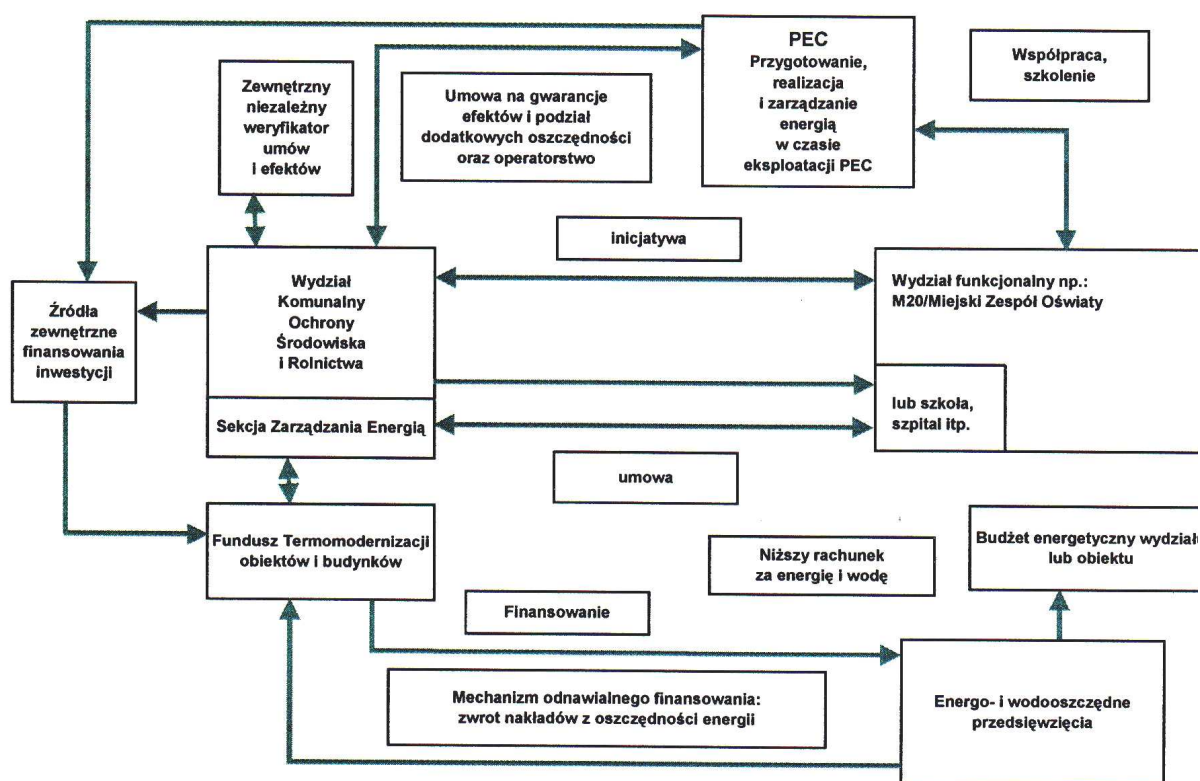 PEC
Przygotowanie,
realizacja
i zarządzanie
energią
w czasie
eksploatacji PEC
Współpraca,
szkolenie
Zewnętrzny
niezależny
weryfikator
umów
i efektów
Umowa na gwarancje
efektów i podział
dodatkowych oszczędności
oraz operatorstwo
inicjatywa
Źródła
zewnętrzne
finansowania
inwestycji
Wydział
Komunalny
Ochrony
Środowiska
i Rolnictwa
Sekcja Zarządzania Energią
Wydział funkcjonalny np.:
M20/Miejski Zespół Oświaty
lub szkoła,
szpital itp.
umowa
Fundusz Termomodernizacji
obiektów i budynków
Niższy rachunek
za energię i wodę
Budżet energetyczny wydziału
lub obiektu
Finansowanie
Mechanizm odnawialnego finansowania:
zwrot nakładów z oszczędności energii
Energo- i wodooszczędne
przedsięwzięcia